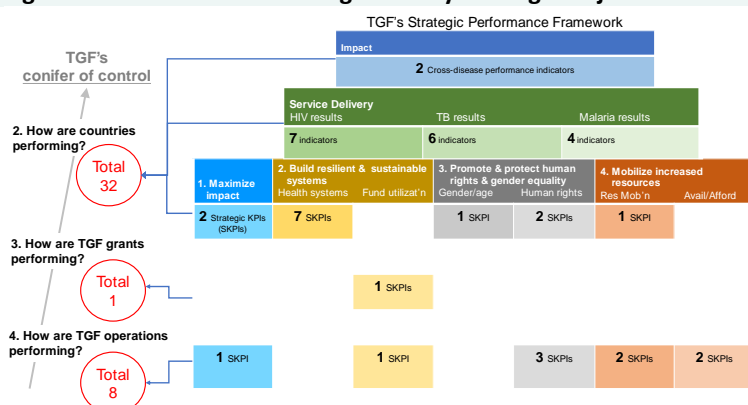 TGF's Strategic Performance Framework
TGF's
conifer of control
Impact
2 Cross-disease performance indicators
Service Delivery
HIV results TB results Malaria results
7 indicators 6 indicators 4 indicators
2. How are countries
performing?
Total
32
1. Maximize
impact
2. Build resilient & sustainable
systems
Health systems Fund utilizat'n
3. Promote & protect human
rights & gender equality
Gender/age Human rights
4. Mobilize increased
resources
Res Mob'n Avail/Afford
2 Strategic KPIs
(SKPIs)
7 SKPIs
1 SKPI
2 SKPIs
1 SKPI
3. How are TGF grants
performing?
Total
1
1 SKPIs
4. How are TGF operations
performing?
Total
8
1 SKPI
1 SKPI
3 SKPIs
2 SKPIs
2 SKPIs